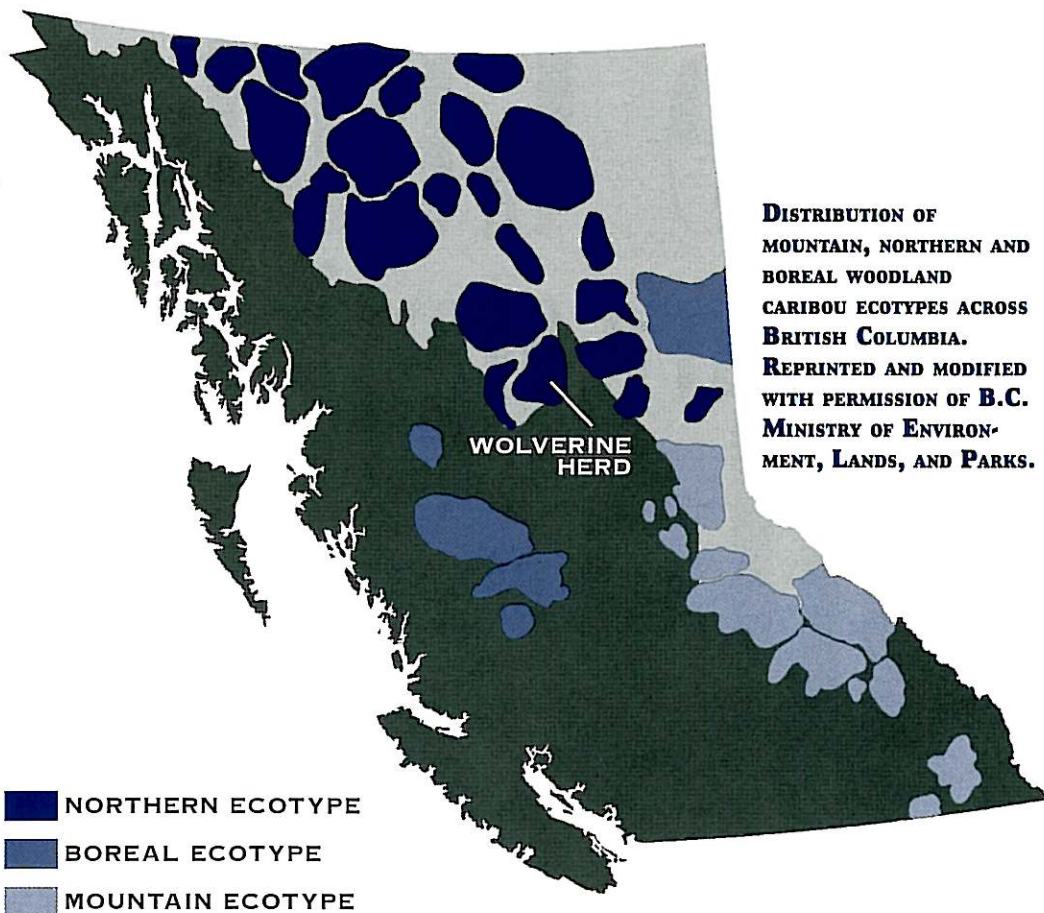 DISTRIBUTION OF
MOUNTAIN, NORTHERN AND
BOREAL WOODLAND
CARIBOU ECOTYPES ACROSS
BRITISH COLUMBIA.
REPRINTED AND MODIFIED
WITH PERMISSION OF B.C.
MINISTRY OF ENVIRON-
MENT, LANDS, AND PARKS.
WOLVERINE
HERD
NORTHERN ECOTYPE
BOREAL ECOTYPE
MOUNTAIN ECOTYPE